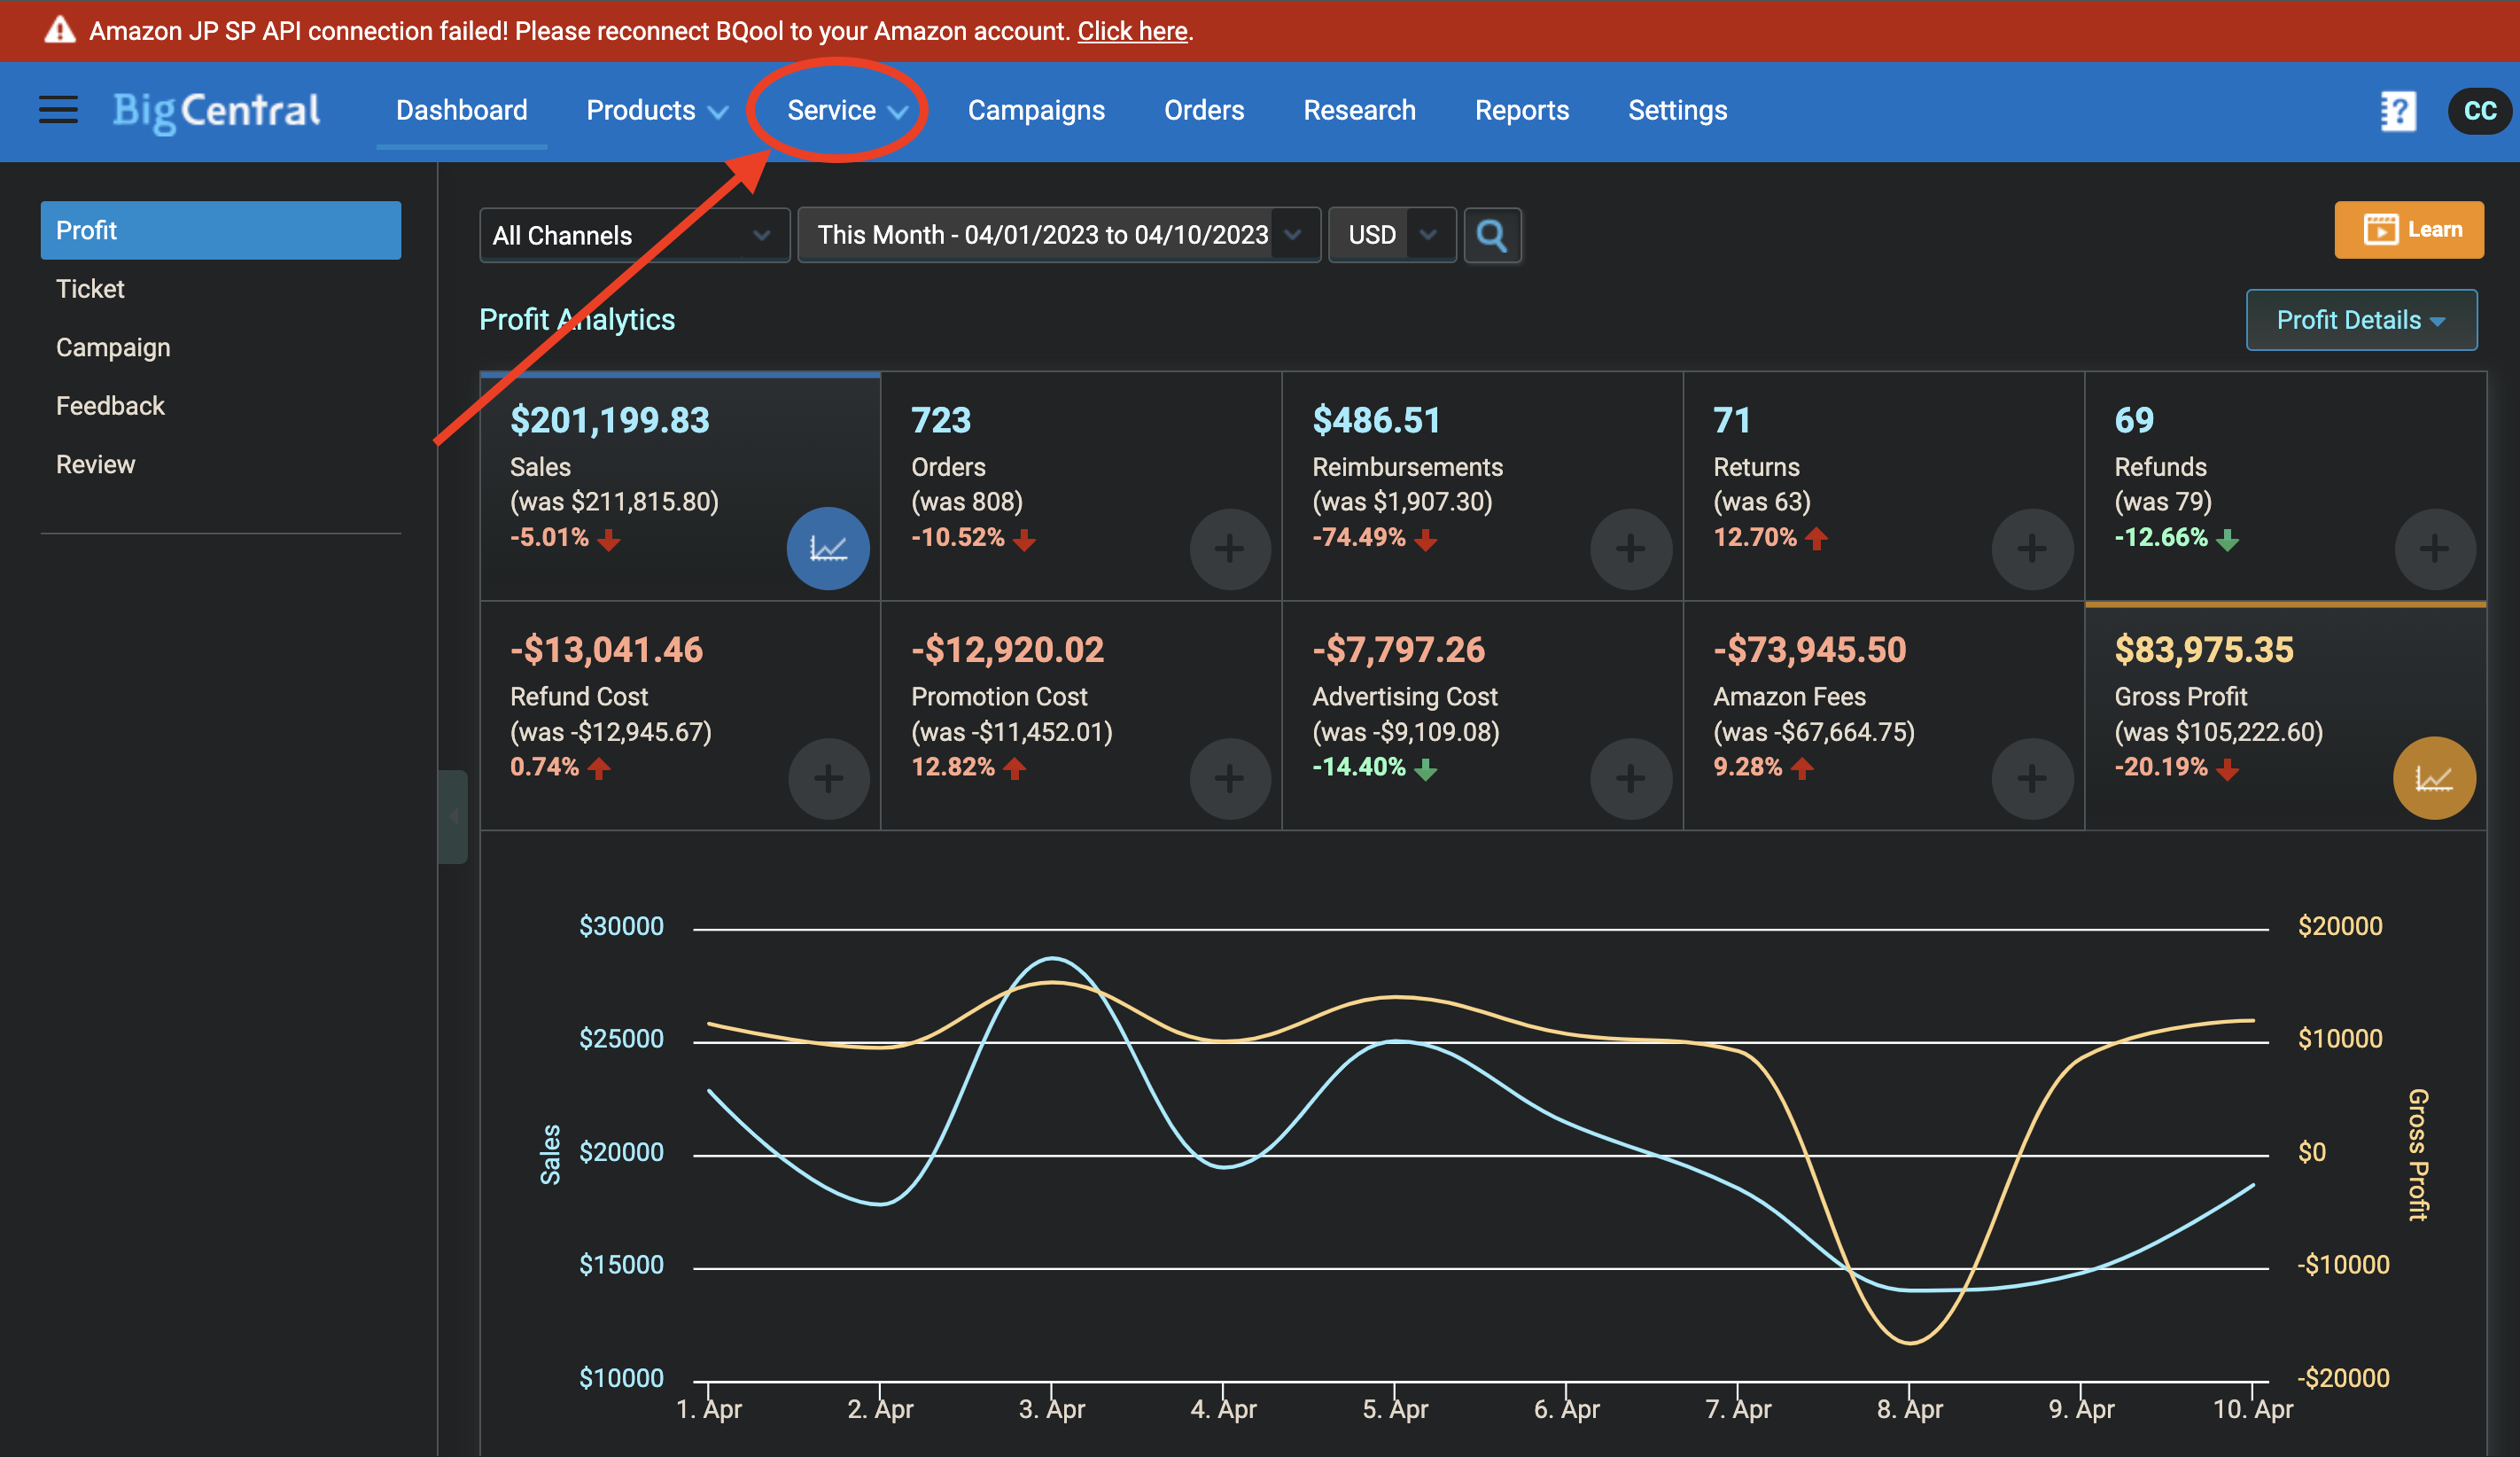 Amazon JP SP API connection failed! Please reconnect BQool to your Amazon account. Click here.
BigCentral Dashboard Products Service Campaigns Orders Research Reports Settings ? CC
Profit
Ticket
Campaign
Feedback
Review
All Channels This Month - 04/01/2023 to 04/10/2023 USD Learn
Profit Analytics Profit Details
$201,199.83
Sales
(was $211,815.80)
-5.01%
723
Orders
(was 808)
-10.52%
$486.51
Reimbursements
(was $1,907.30)
-74.49%
71
Returns
(was 63)
12.70%
69
Refunds
(was 79)
-12.66%
-$13,041.46
Refund Cost
(was -$12,945.67)
0.74%
-$12,920.02
Promotion Cost
(was -$11,452.01)
12.82%
-$7,797.26
Advertising Cost
(was -$9,109.08)
-14.40%
-$73,945.50
Amazon Fees
(was -$67,664.75)
9.28%
$83,975.35
Gross Profit
(was $105,222.60)
-20.19%
Sales
$30000
$25000
$20000
$15000
$10000
$20000
$10000
$0
-$10000
-$20000
Gross Profit
1. Apr 2. Apr 3. Apr 4. Apr 5. Apr 6. Apr 7. Apr 8. Apr 9. Apr 10. Apr